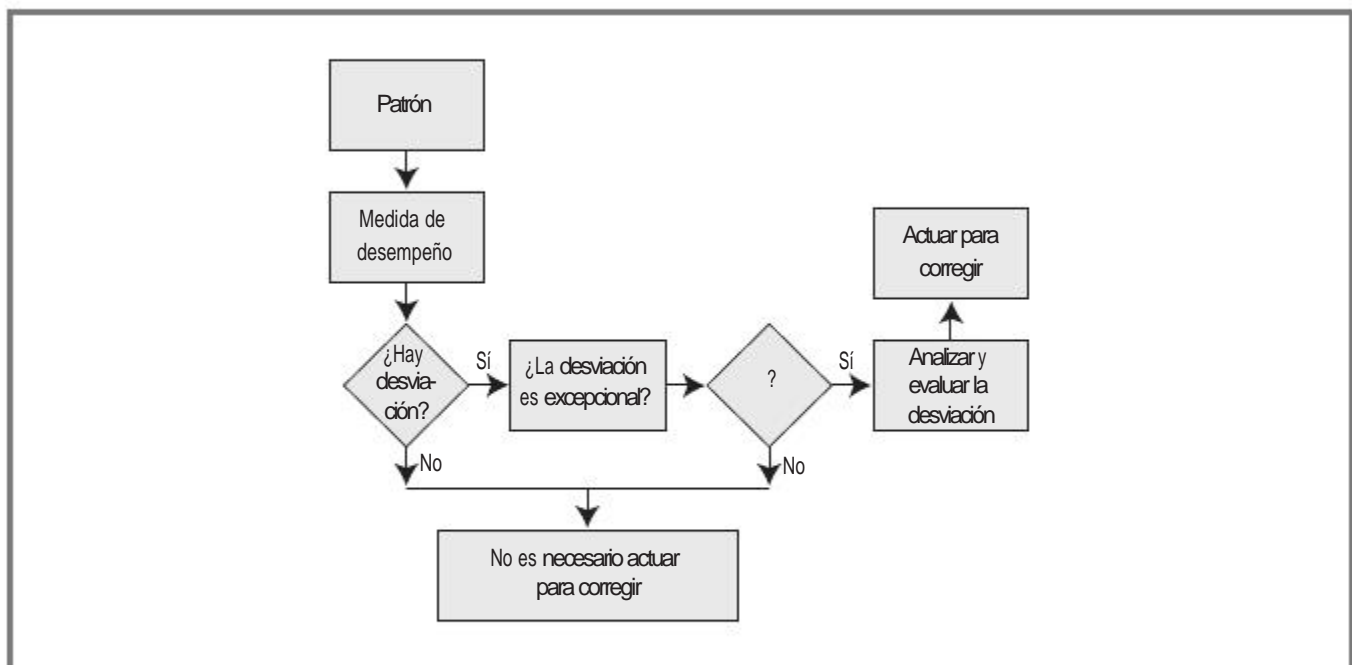 Patrón
Medida de
desempeño
Actuar para
corregir
¿Hay
desvia-
ción?
Sí
¿La desviación
es excepcional?
?
Sí
Analizar y
evaluar la
desviación
No
No
No es necesario actuar
para corregir